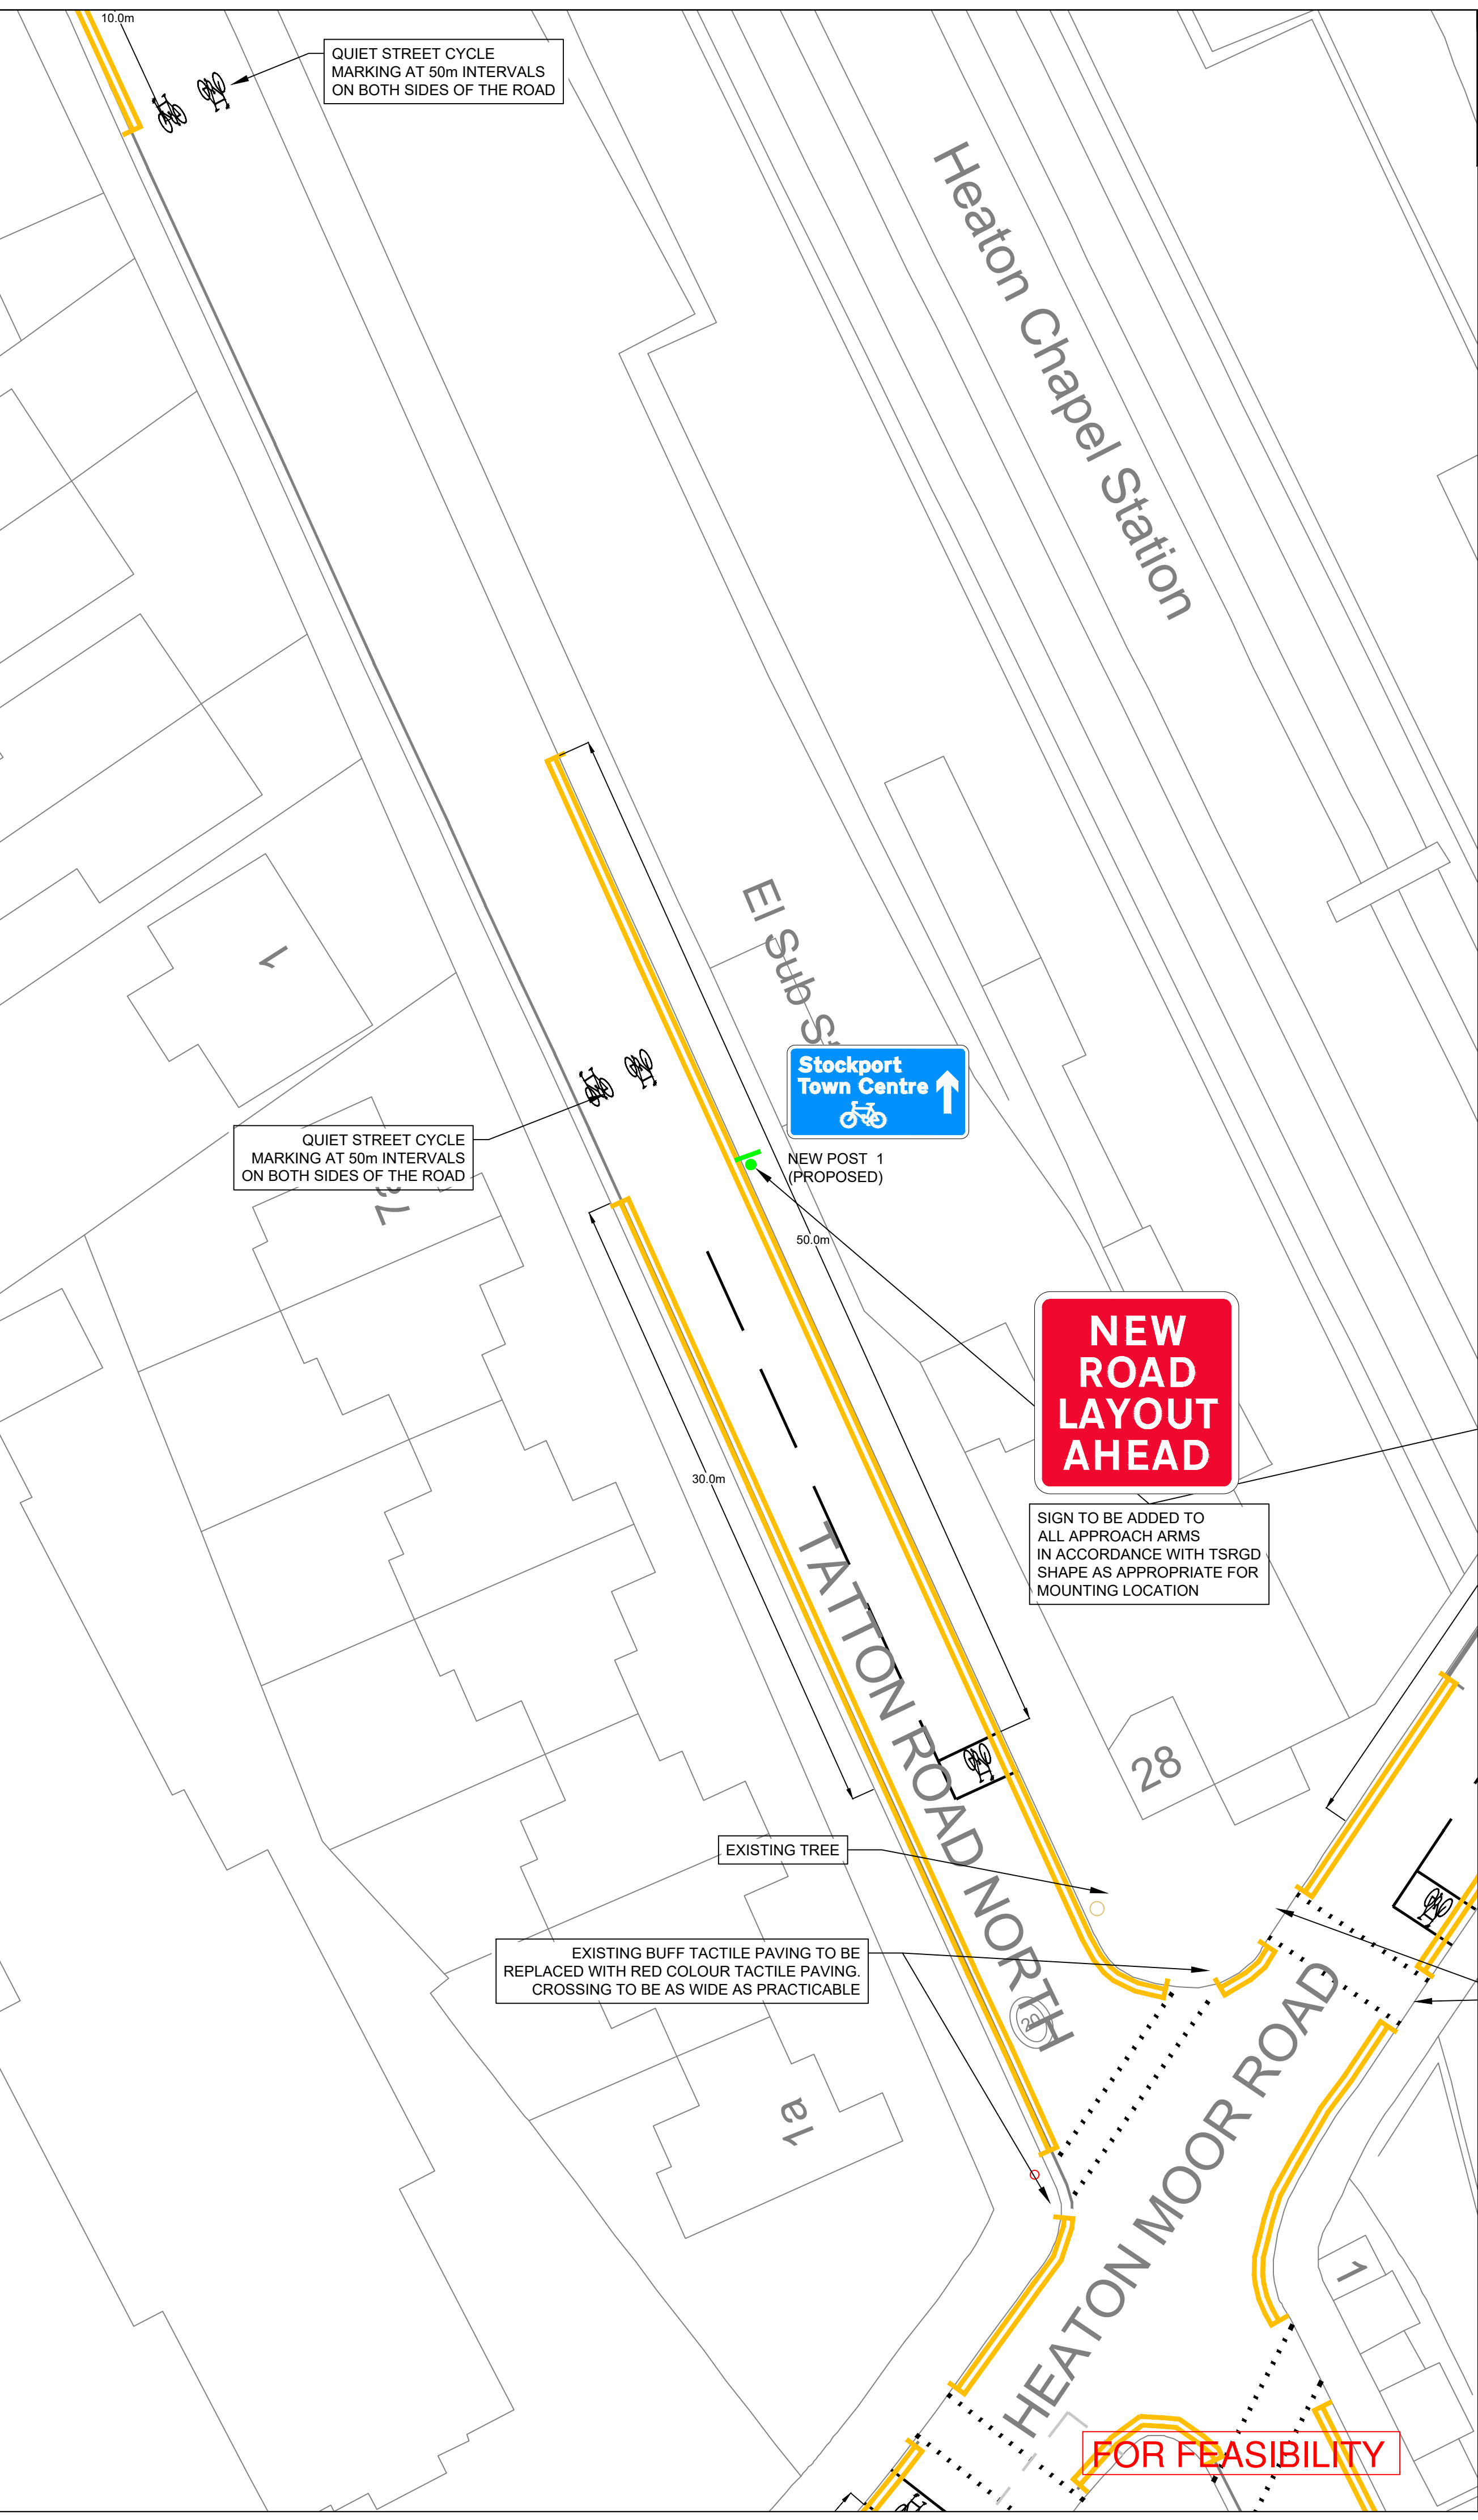 10.0m
QUIET STREET CYCLE
MARKING AT 50m INTERVALS
ON BOTH SIDES OF THE ROAD
Heaton Chapel Station
1
El Sub
Stockport
Town Centre
NEW POST 1
(PROPOSED)
QUIET STREET CYCLE
MARKING AT 50m INTERVALS
ON BOTH SIDES OF THE ROAD
50.0m
NEW
ROAD
LAYOUT
AHEAD
30.0m
SIGN TO BE ADDED TO
ALL APPROACH ARMS
IN ACCORDANCE WITH TSRGD
SHAPE AS APPROPRIATE FOR
MOUNTING LOCATION
TATTON ROAD NORTH
28
EXISTING TREE
EXISTING BUFF TACTILE PAVING TO BE
REPLACED WITH RED COLOUR TACTILE PAVING.
CROSSING TO BE AS WIDE AS PRACTICABLE
20
1a
HEATON MOOR ROAD
1
FOR FEASIBILITY